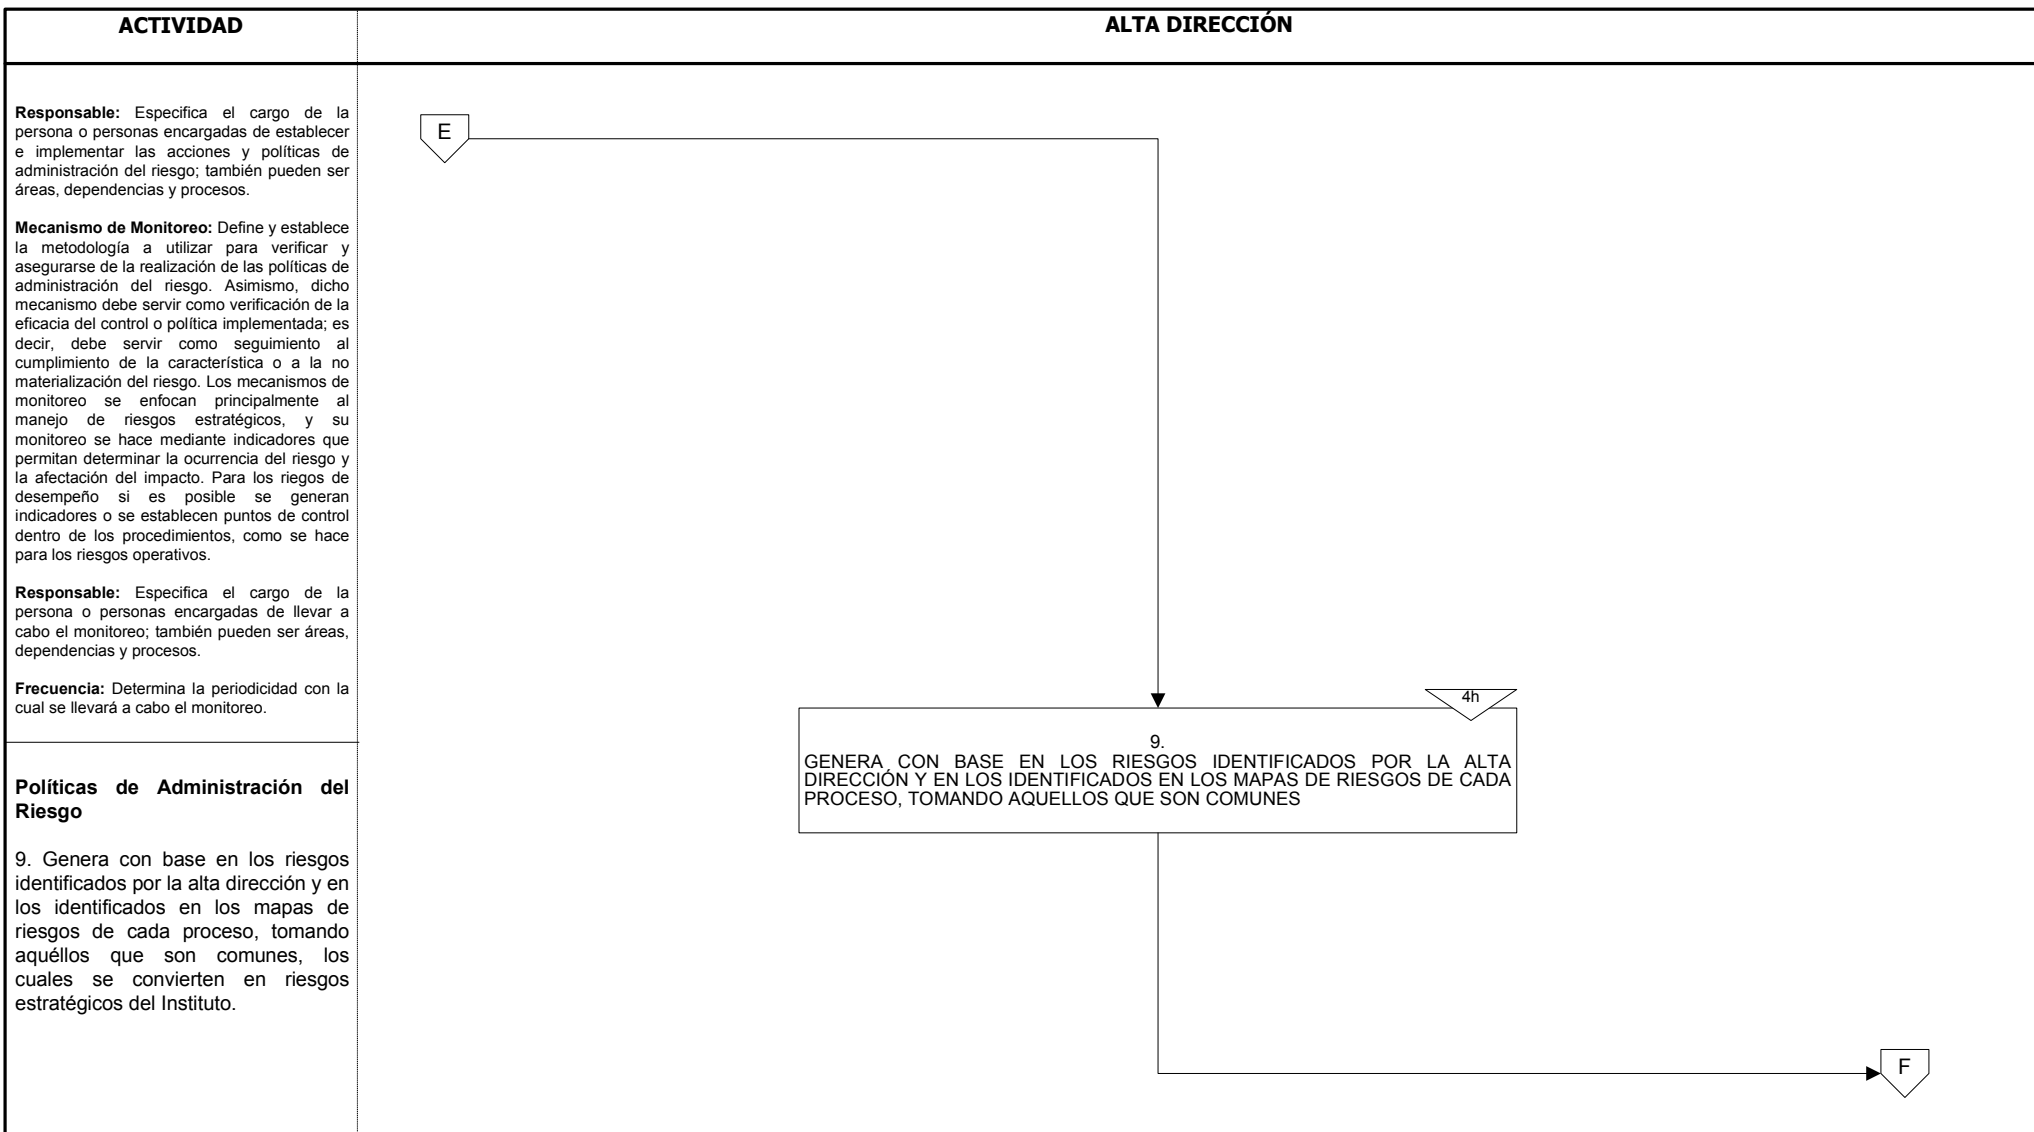 ACTIVIDAD
ALTA DIRECCIÓN
Responsable: Especifica el cargo de la
persona o personas encargadas de establecer
e implementar las acciones y políticas de
administración del riesgo; también pueden ser
áreas, dependencias y procesos.
Mecanismo de Monitoreo: Define y establece
la metodología a utilizar para verificar y
asegurarse de la realización de las políticas de
administración del riesgo. Asimismo, dicho
mecanismo debe servir como verificación de la
eficacia del control o política implementada; es
decir, debe servir como seguimiento al
cumplimiento de la característica o a la no
materialización del riesgo. Los mecanismos de
monitoreo se enfocan principalmente al
manejo de riesgos estratégicos, y su
monitoreo se hace mediante indicadores que
permitan determinar la ocurrencia del riesgo y
la afectación del impacto. Para los riegos de
desempeño si es posible se generan
indicadores o se establecen puntos de control
dentro de los procedimientos, como se hace
para los riesgos operativos.
Responsable: Especifica el cargo de la
persona o personas encargadas de llevar a
cabo el monitoreo; también pueden ser áreas,
dependencias y procesos.
Frecuencia: Determina la periodicidad con la
cual se llevará a cabo el monitoreo.
Políticas de Administración del
Riesgo
9. Genera con base en los riesgos
identificados por la alta dirección y en
los identificados en los mapas de
riesgos de cada proceso, tomando
aquéllos que son comunes, los
cuales se convierten en riesgos
estratégicos del Instituto.
E
4h
9.
GENERA CON BASE EN LOS RIESGOS IDENTIFICADOS POR LA ALTA
DIRECCIÓN Y EN LOS IDENTIFICADOS EN LOS MAPAS DE RIESGOS DE CADA
PROCESO, TOMANDO AQUELLOS QUE SON COMUNES
F